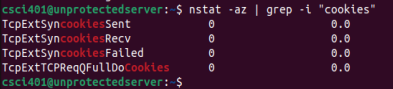 csci401@unprotectedserver:~$ nstat -az | grep -i "cookies"
TcpExtSyncookiesSent 0 0.0
TcpExtSyncookiesRecv 0 0.0
TcpExtSyncookiesFailed 0 0.0
TcpExtTCPReqQFullDoCookies 0 0.0
csci401@unprotectedserver:~$